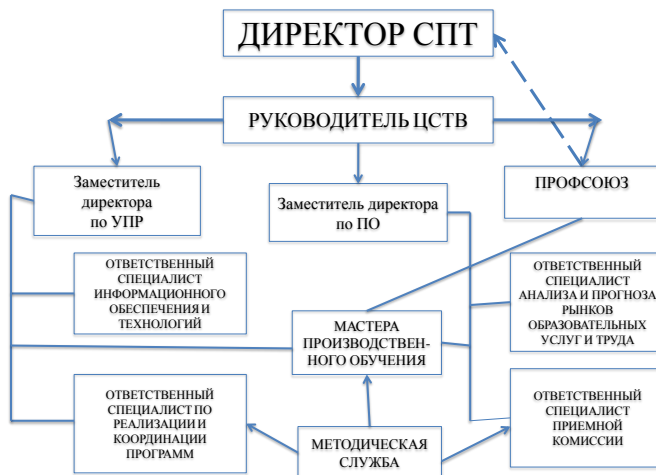 ДИРЕКТОР СПТ
РУКОВОДИТЕЛЬ ЦСТВ
Заместитель
директора
по УПР
Заместитель директора
по ПО
ПРОФСОЮЗ
ОТВЕТСТВЕННЫЙ
СПЕЦИАЛИСТ
ИНФОРМАЦИОННОГО
ОБЕСПЕЧЕНИЯ И
ТЕХНОЛОГИЙ
МАСТЕРА
ПРОИЗВОДСТВЕН-
НОГО ОБУЧЕНИЯ
ОТВЕТСТВЕННЫЙ
СПЕЦИАЛИСТ
АНАЛИЗА И ПРОГНОЗА
РЫНКОВ
ОБРАЗОВАТЕЛЬНЫХ
УСЛУГ И ТРУДА
ОТВЕТСТВЕННЫЙ
СПЕЦИАЛИСТ ПО
РЕАЛИЗАЦИИ И
КООРДИНАЦИИ
ПРОГРАММ
МЕТОДИЧЕСКАЯ
СЛУЖБА
ОТВЕТСТВЕННЫЙ
СПЕЦИАЛИСТ
ПРИЕМНОЙ
КОМИССИИ